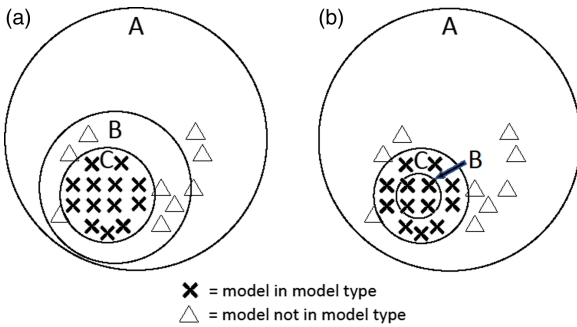 (a)
A
B
C
(b)
A
C
B
= model in model type
= model not in model type